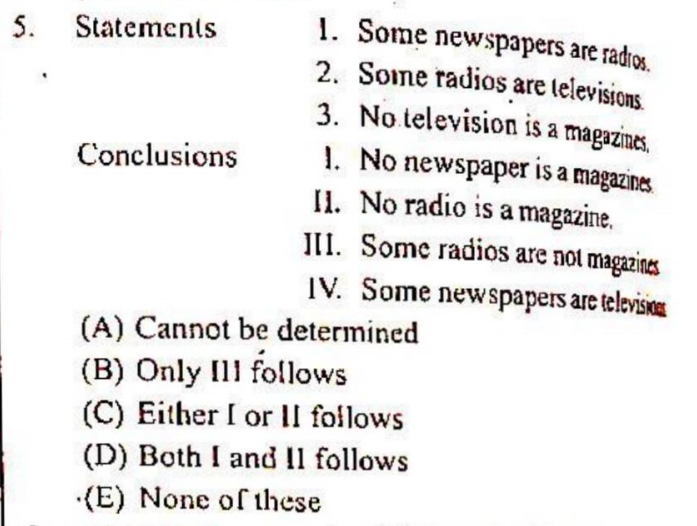 5. Statements 1. Some newspapers are radios.
2. Some radios are televisions.
3. No television is a magazines.
Conclusions I. No newspaper is a magazines
II. No radio is a magazine.
III. Some radios are not magazines
IV. Some newspapers are televisions
(A) Cannot be determined
(B) Only III follows
(C) Either I or II follows
(D) Both I and II follows
(E) None of these